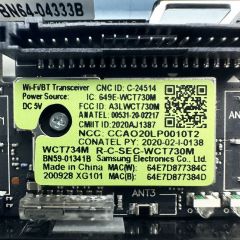 BN64-04333B
Wi-Fi/BT Transceiver CNC ID: C-24514
Power Source: IC 649E-WCT730M
DC 5V FCC ID A3LWCT730M
ANATEL: 00531-20-02217
CMIIT ID:2020AJ1387
NCC: CCAO20LP0010T2
CONATEL PY: 2020-02-I-0138
WCT734M R-C-SEC-WCT730M
BN59-01341B Samsung Electronics Co., Ltd.
Made in China MAC(W): 64E7D877384C
200928 XG101 MAC(B): 64E7D877384D
ANT3